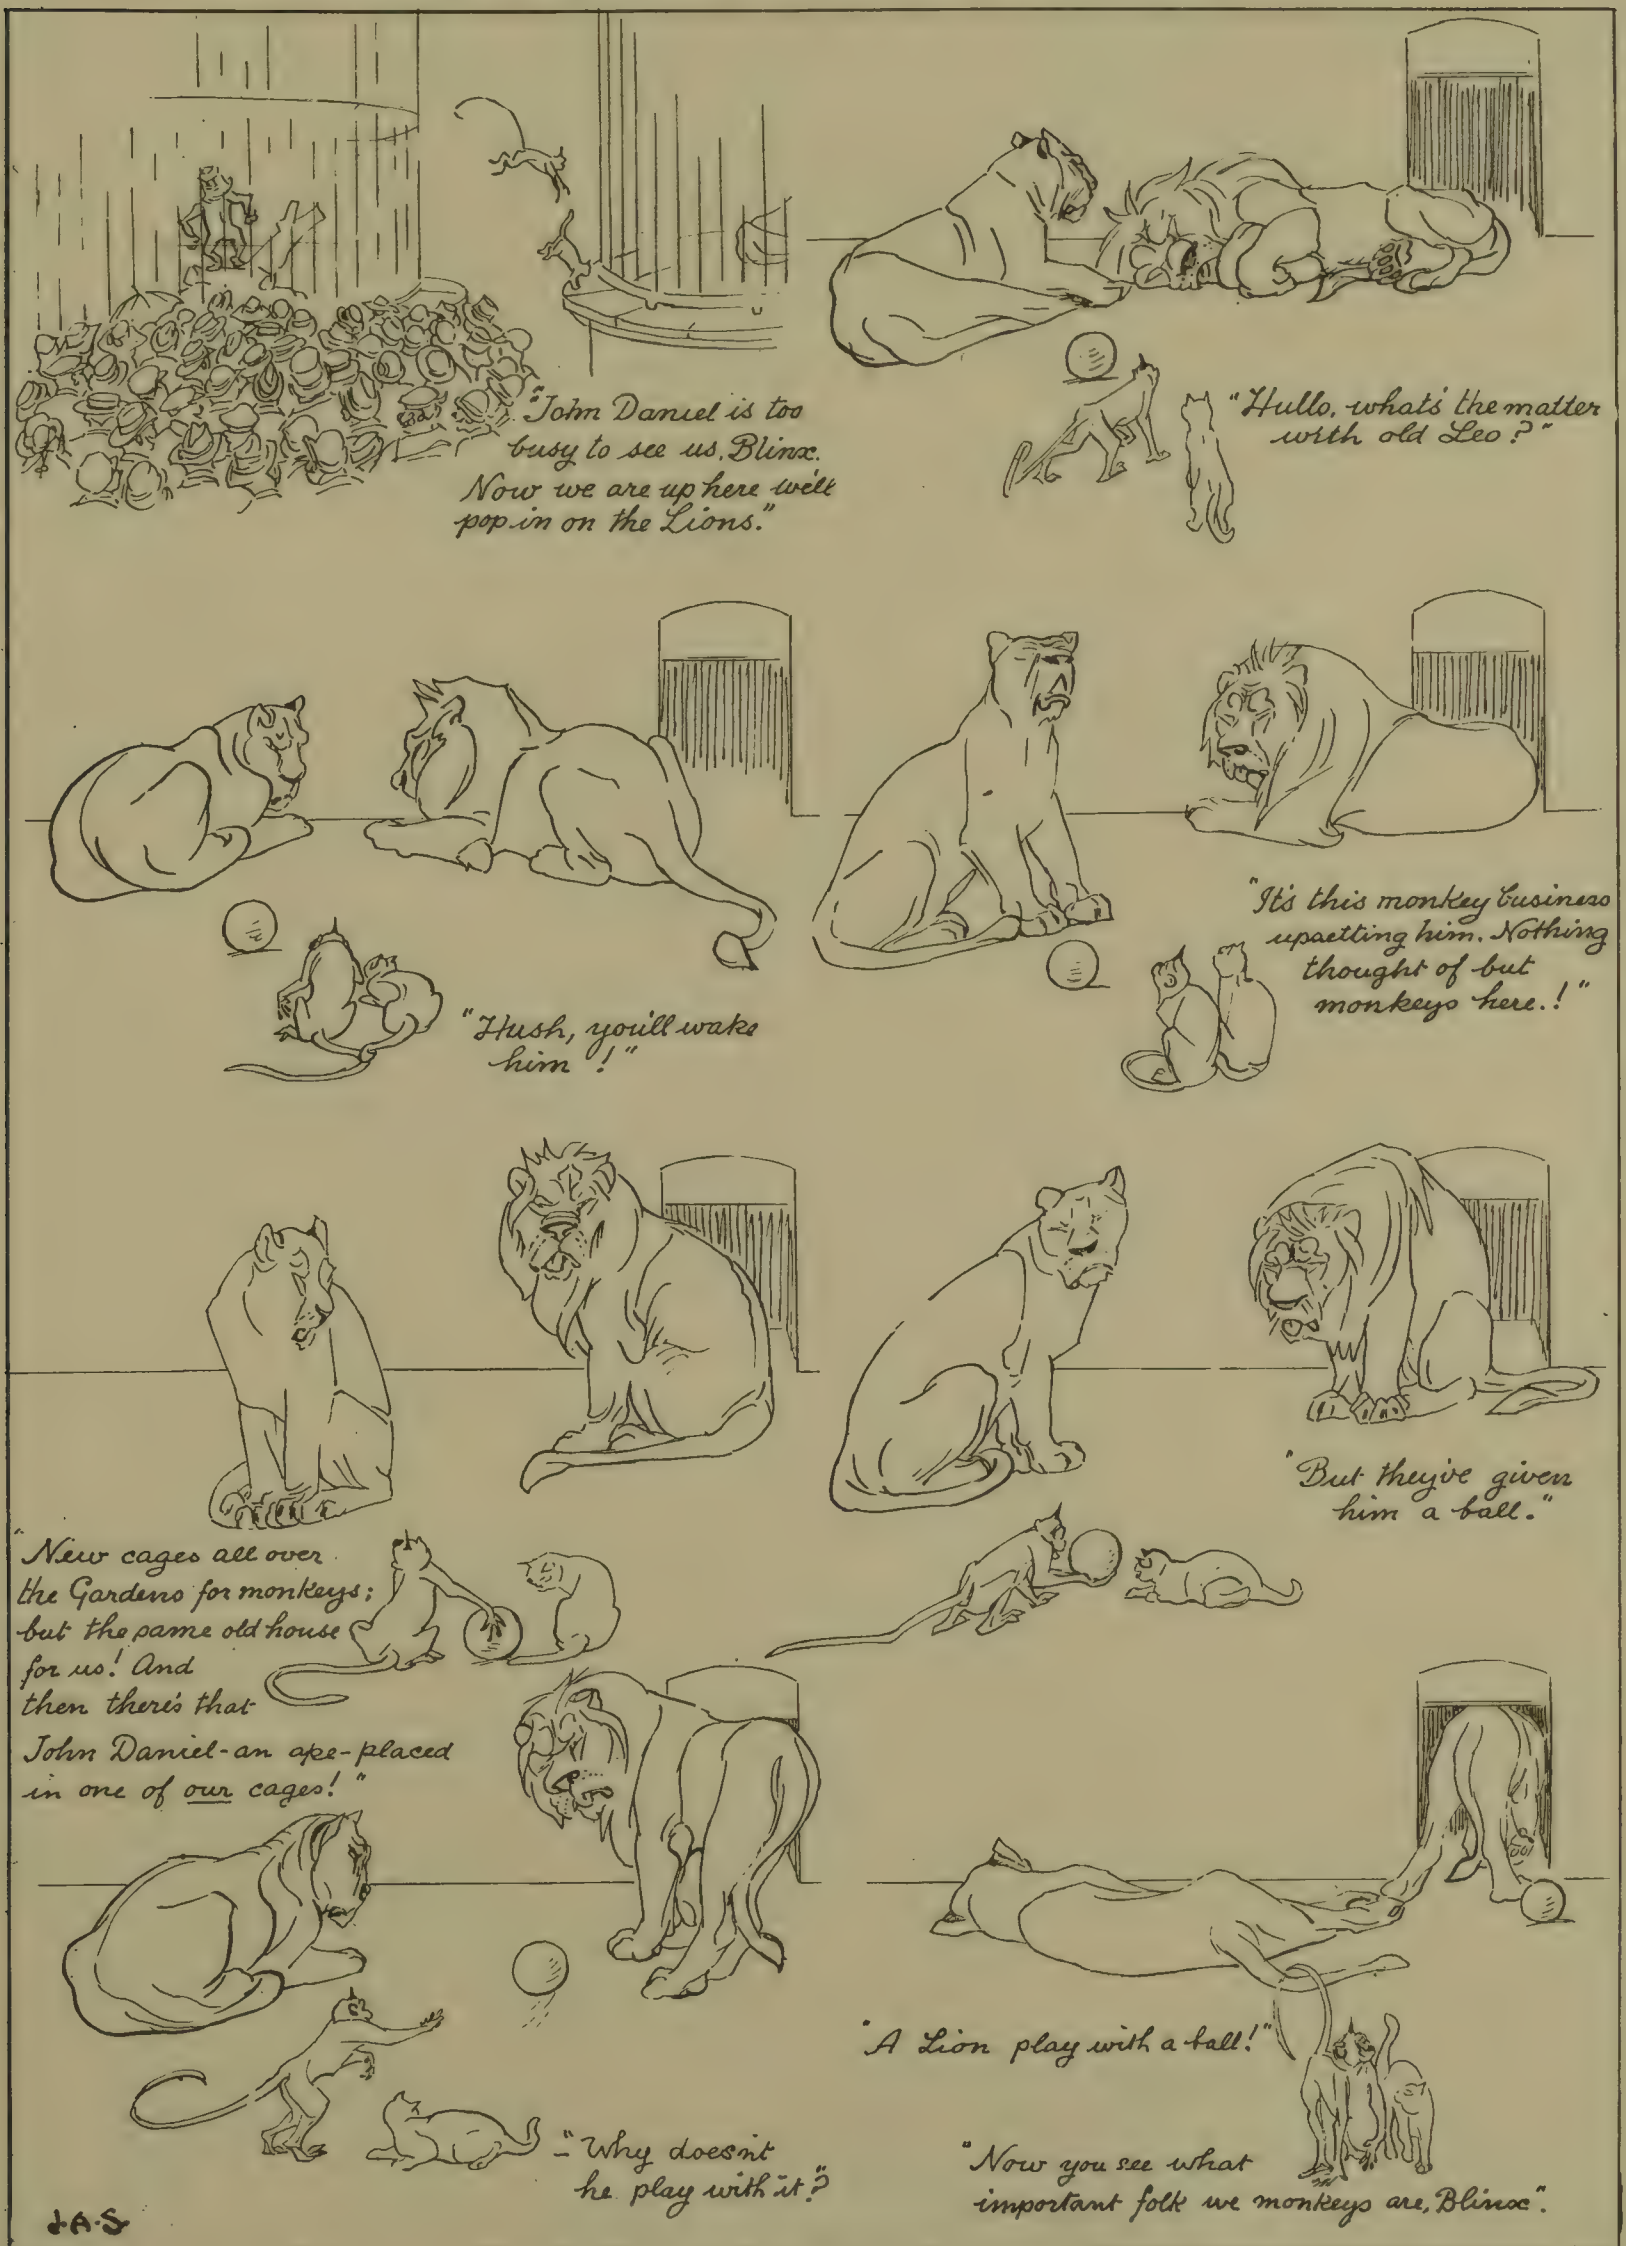 "John Daniel is too
busy to see us, Blinx.
Now we are up here we'll
pop in on the Lions."
"Hullo, what's the matter
with old Leo?"
"Hush, you'll wake
him!"
"It's this monkey business
upsetting him. Nothing
thought of but
monkeys here.!"
"New cages all over
the Gardens for monkeys;
but the same old house
for us! And
then there's that
John Daniel - an ape - placed
in one of our cages!"
"But they've given
him a ball."
"Why doesn't
he play with it?"
"A Lion play with a ball!"
"Now you see what
important folk we monkeys are, Blinx".
J.A.S